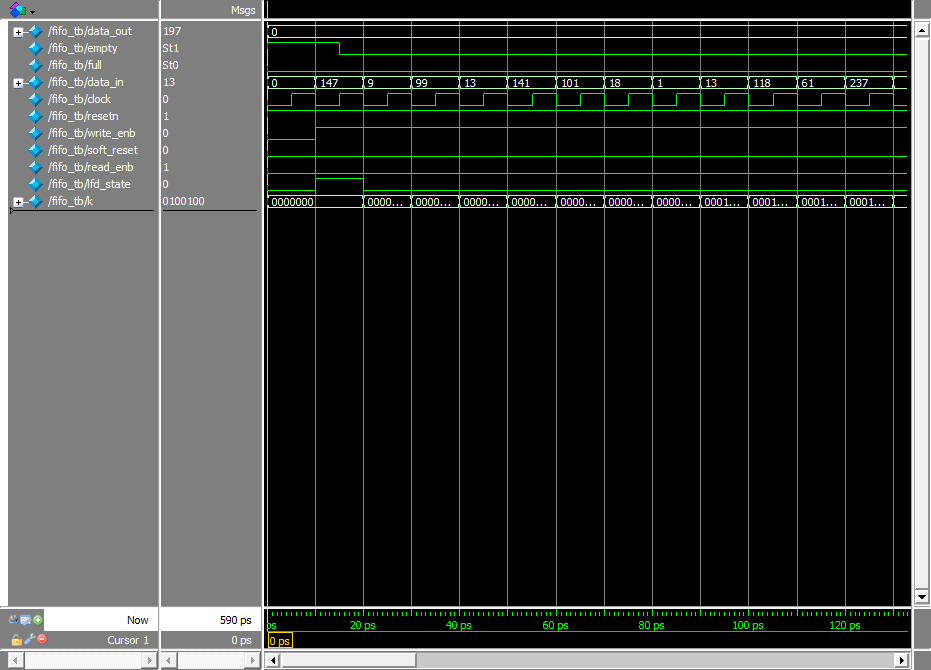 Msgs
/fifo_tb/data_out 197 0
/fifo_tb/empty St1
/fifo_tb/full St0
/fifo_tb/data_in 13 0 147 9 99 13 141 101 18 1 13 118 61 237
/fifo_tb/clock 0
/fifo_tb/resetn 1
/fifo_tb/write_enb 0
/fifo_tb/soft_reset 0
/fifo_tb/read_enb 1
/fifo_tb/lfd_state 0
/fifo_tb/k 0100100 0000000 0000... 0000... 0000... 0000... 0000... 0000... 0000... 0001... 0001... 0001... 0001...
Now 590 ps ps 20 ps 40 ps 60 ps 80 ps 100 ps 120 ps
Cursor 1 0 ps 0 ps